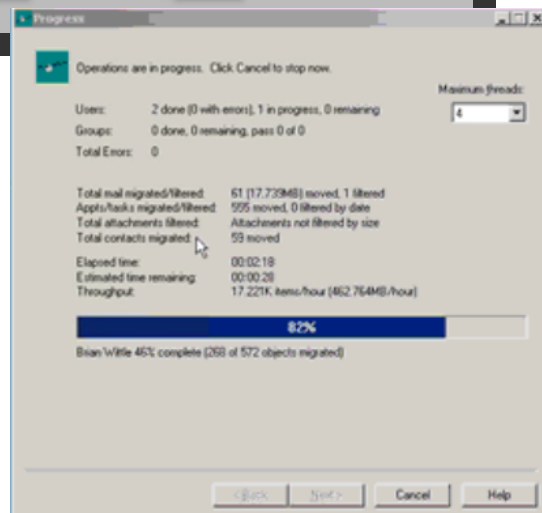 Progress
Operations are in progress. Click Cancel to stop now.
Maximum threads:
Users: 2 done (0 with errors), 1 in progress, 0 remaining
4
Groups: 0 done, 0 remaining, pass 0 of 0
Total Errors: 0
Total mail migrated/filtered: 61 (17.739MB) moved, 1 filtered
Appts/tasks migrated/filtered: 555 moved, 0 filtered by date
Total attachments filtered: Attachments not filtered by size
Total contacts migrated: 59 moved
Elapsed time: 00:02:18
Estimated time remaining: 00:00:28
Throughput: 17.221K items/hour (462.764MB/hour)
82%
Brian Wittle 46% complete (268 of 572 objects migrated)
< Back Next > Cancel Help